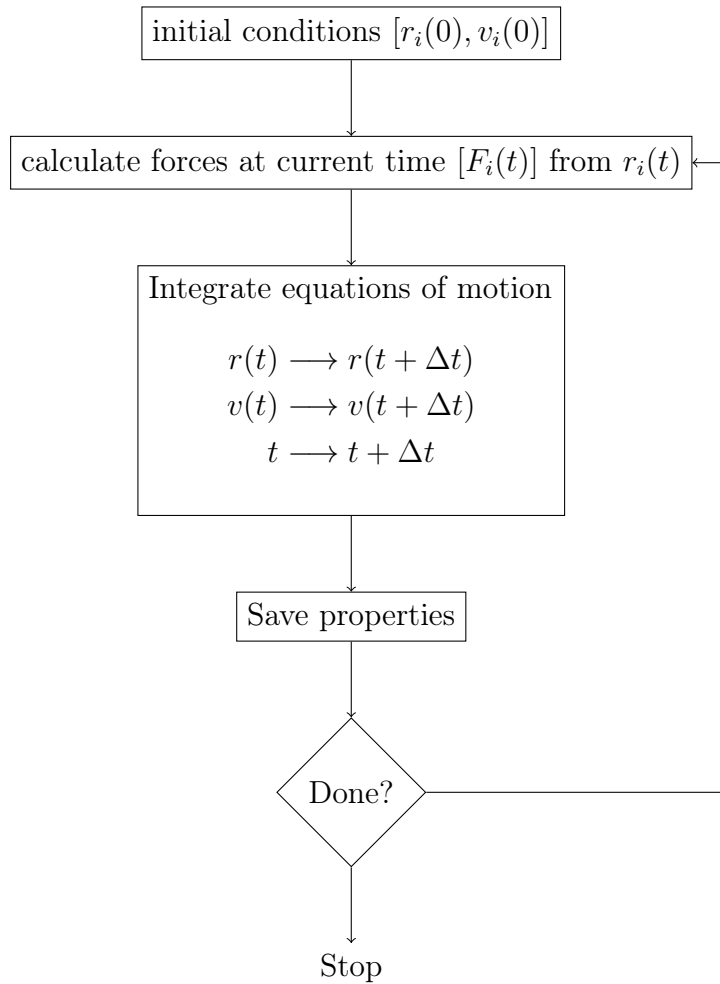 initial conditions [r_i(0), v_i(0)]
calculate forces at current time [F_i(t)] from r_i(t)
Integrate equations of motion
r(t) ⟶ r(t + Δt)
v(t) ⟶ v(t + Δt)
t ⟶ t + Δt
Save properties
Done?
Stop